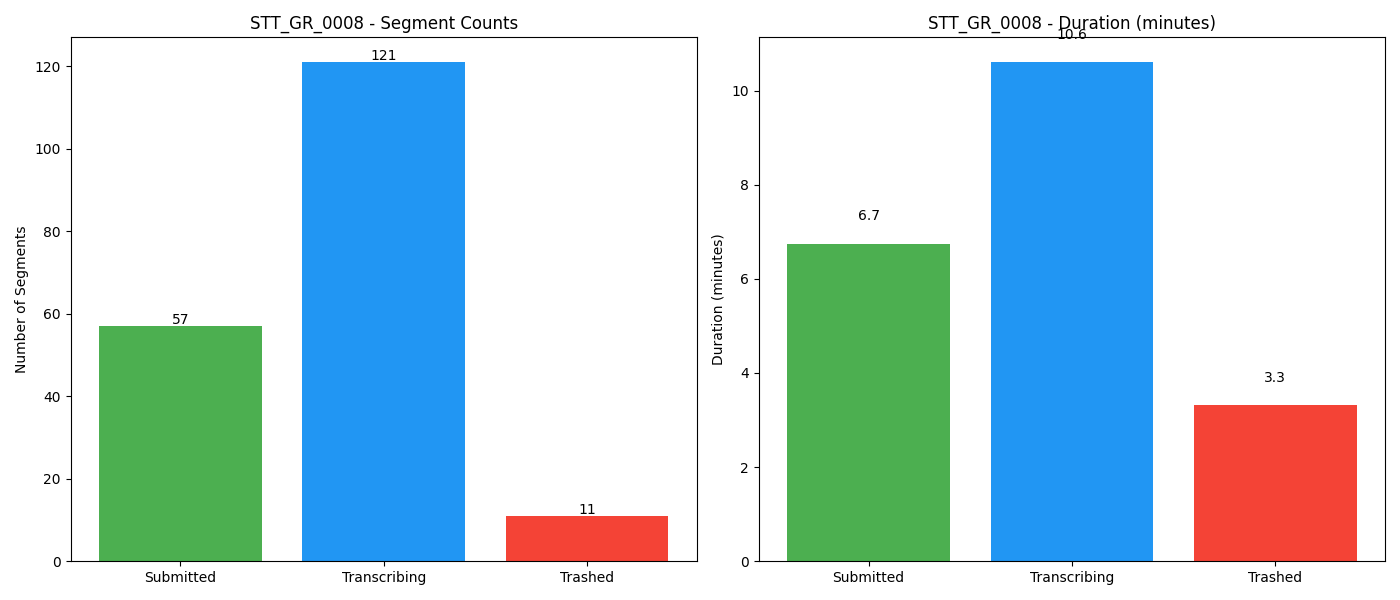 STT_GR_0008 - Segment Counts
Number of Segments
120
100
80
60
40
20
0
57
121
11
Submitted
Transcribing
Trashed
STT_GR_0008 - Duration (minutes)
Duration (minutes)
10
8
6
4
2
0
6.7
10.6
3.3
Submitted
Transcribing
Trashed